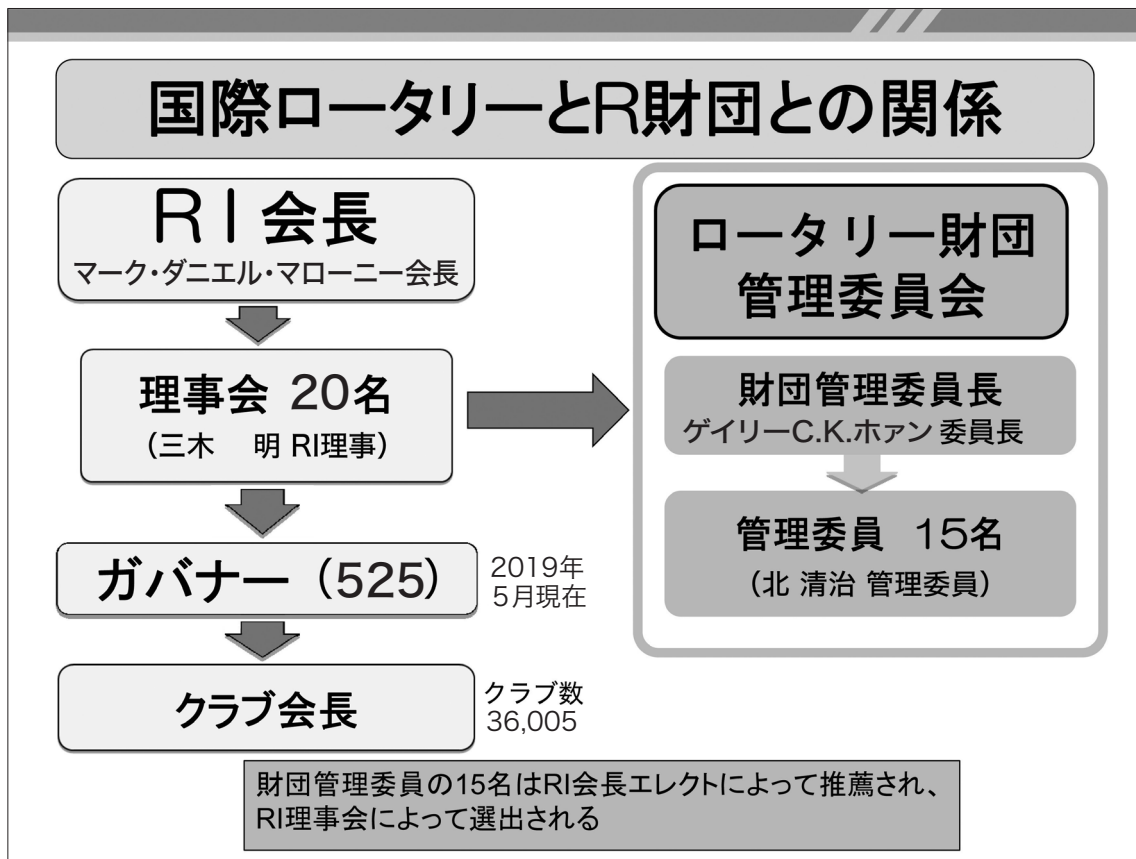 国際ロータリーとR財団との関係
RI会長
マーク・ダニエル・マローニー会長
理事会 20名
（三木　明 RI理事）
ガバナー（525）
2019年
5月現在
クラブ会長
クラブ数
36,005
ロータリー財団
管理委員会
財団管理委員長
ゲイリーC.K.ホァン 委員長
管理委員 15名
（北 清治 管理委員）
財団管理委員の15名はRI会長エレクトによって推薦され、
RI理事会によって選出される